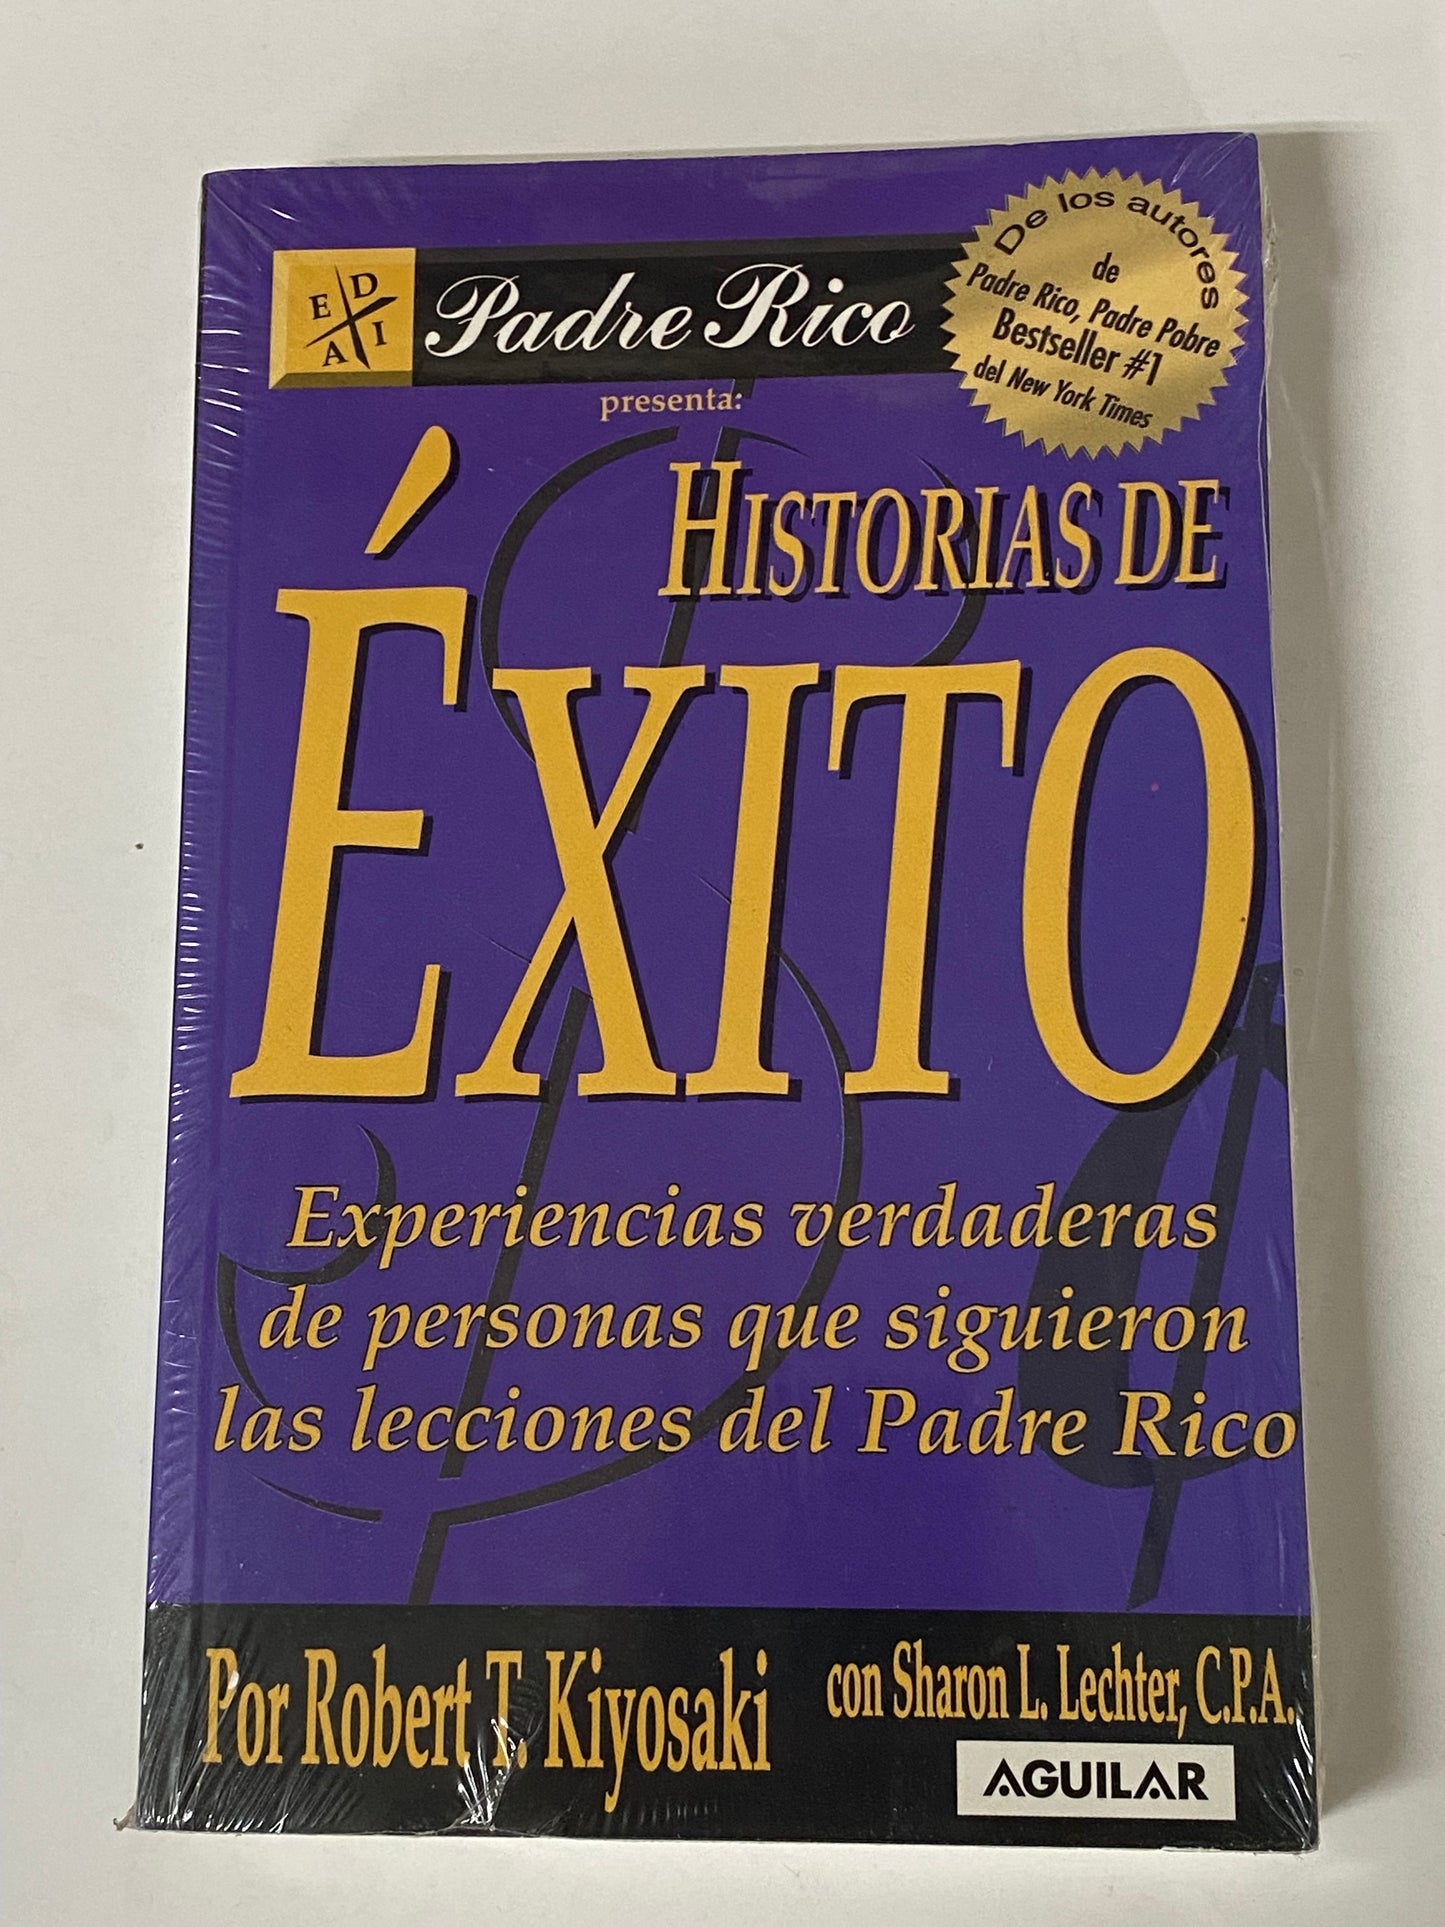 E D
A I
Padre Rico
presenta:
De los autores
de
Padre Rico, Padre Pobre
Bestseller #1
del New York Times
HISTORIAS DE
ÉXITO
Experiencias verdaderas
de personas que siguieron
las lecciones del Padre Rico
Por Robert T. Kiyosaki
con Sharon L. Lechter, C.P.A.
AGUILAR